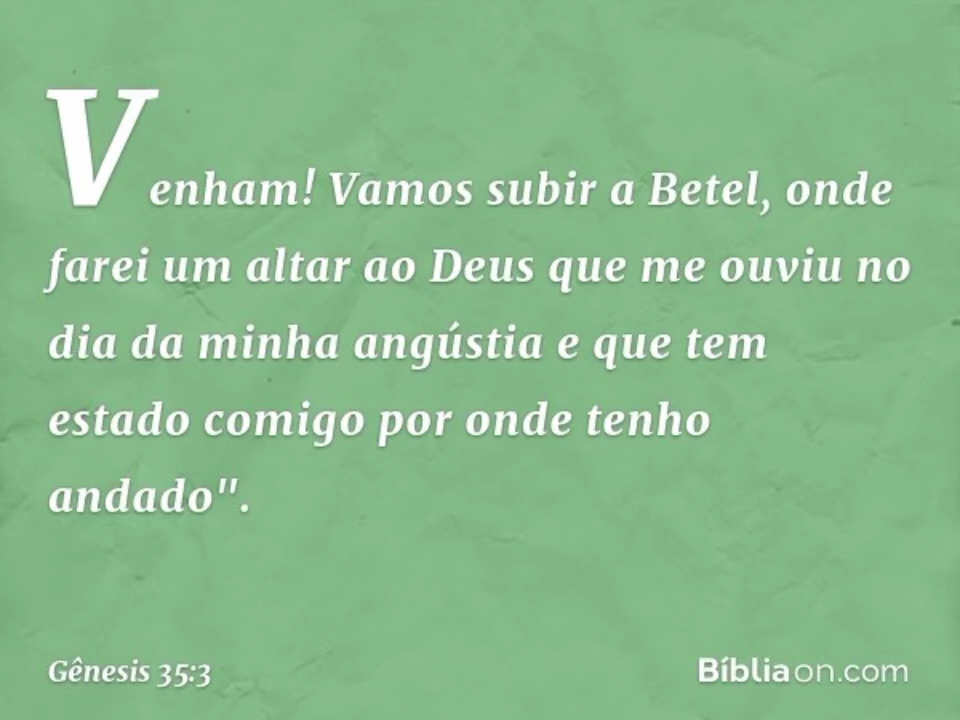 Venham! Vamos subir a Betel, onde
farei um altar ao Deus que me ouviu no
dia da minha angústia e que tem
estado comigo por onde tenho
andado".
Gênesis 35:3
Bíbliaon.com